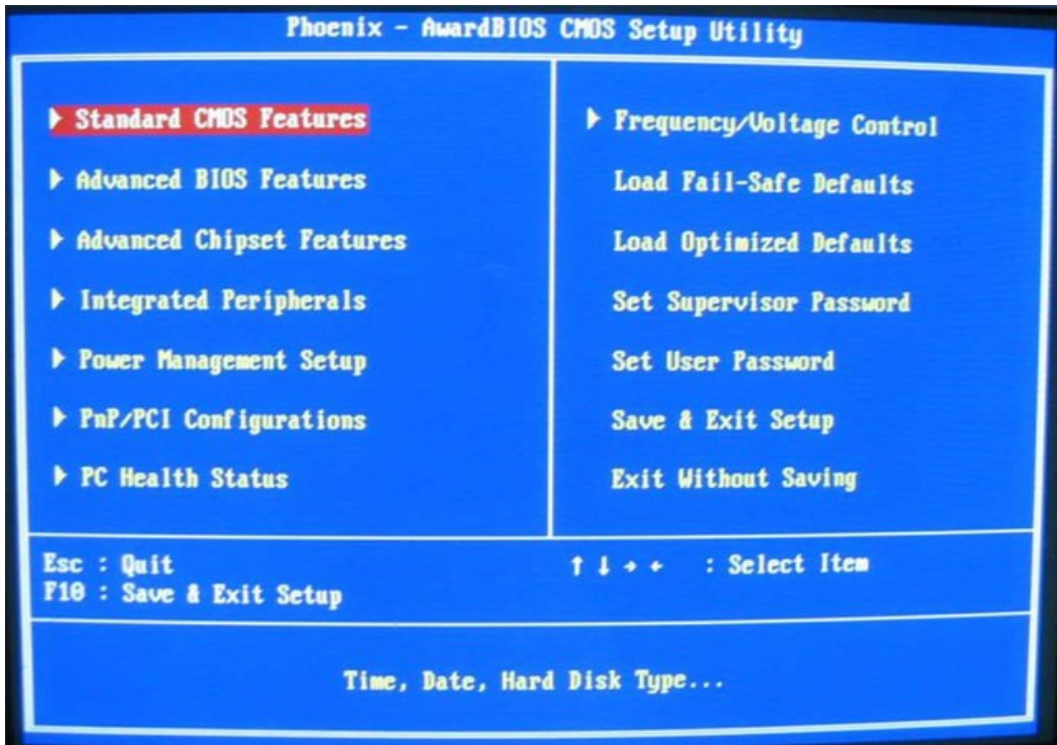 Phoenix - AwardBIOS CMOS Setup Utility
Standard CMOS Features
Advanced BIOS Features
Advanced Chipset Features
Integrated Peripherals
Power Management Setup
PnP/PCI Configurations
PC Health Status
Frequency/Voltage Control
Load Fail-Safe Defaults
Load Optimized Defaults
Set Supervisor Password
Set User Password
Save & Exit Setup
Exit Without Saving
Esc : Quit
F10 : Save & Exit Setup
↑ ↓ → ← : Select Item
Time, Date, Hard Disk Type...